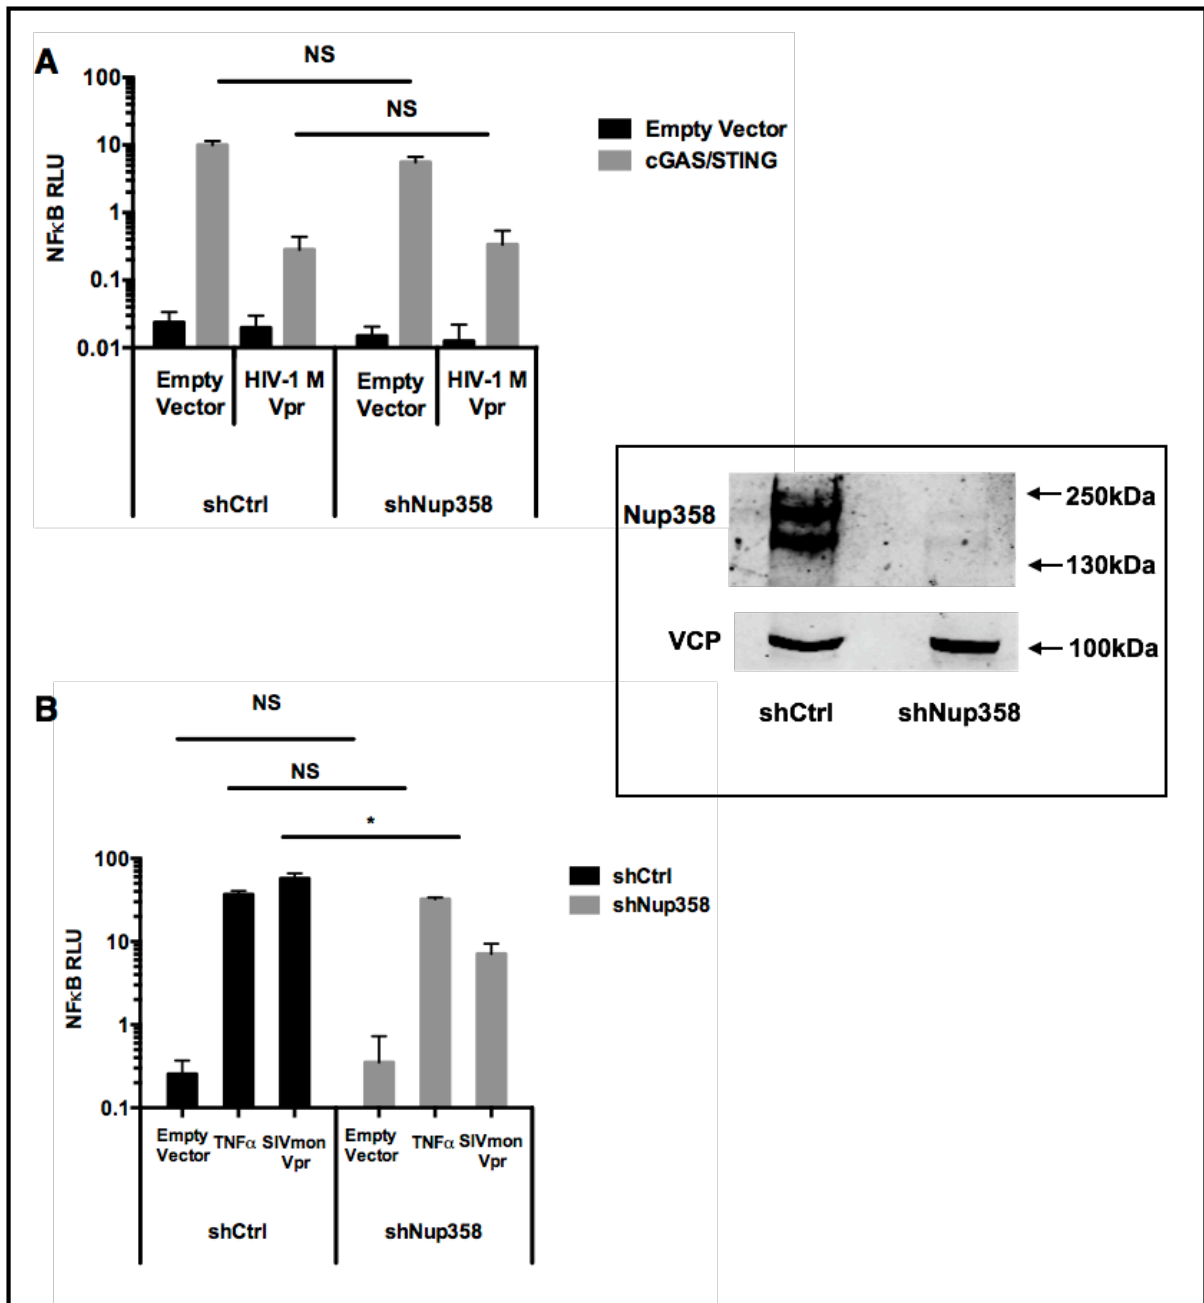 A
NS
NS
100
10
1
0.1
0.01
NFκB RLU
Empty Vector
cGAS/STING
Empty
Vector
HIV-1 M
Vpr
Empty
Vector
HIV-1 M
Vpr
shCtrl
shNup358
Nup358
250kDa
130kDa
VCP
100kDa
shCtrl
shNup358
B
NS
NS
*
100
10
1
0.1
NFκB RLU
shCtrl
shNup358
Empty
Vector
TNFα
SIVmon
Vpr
Empty
Vector
TNFα
SIVmon
Vpr
shCtrl
shNup358